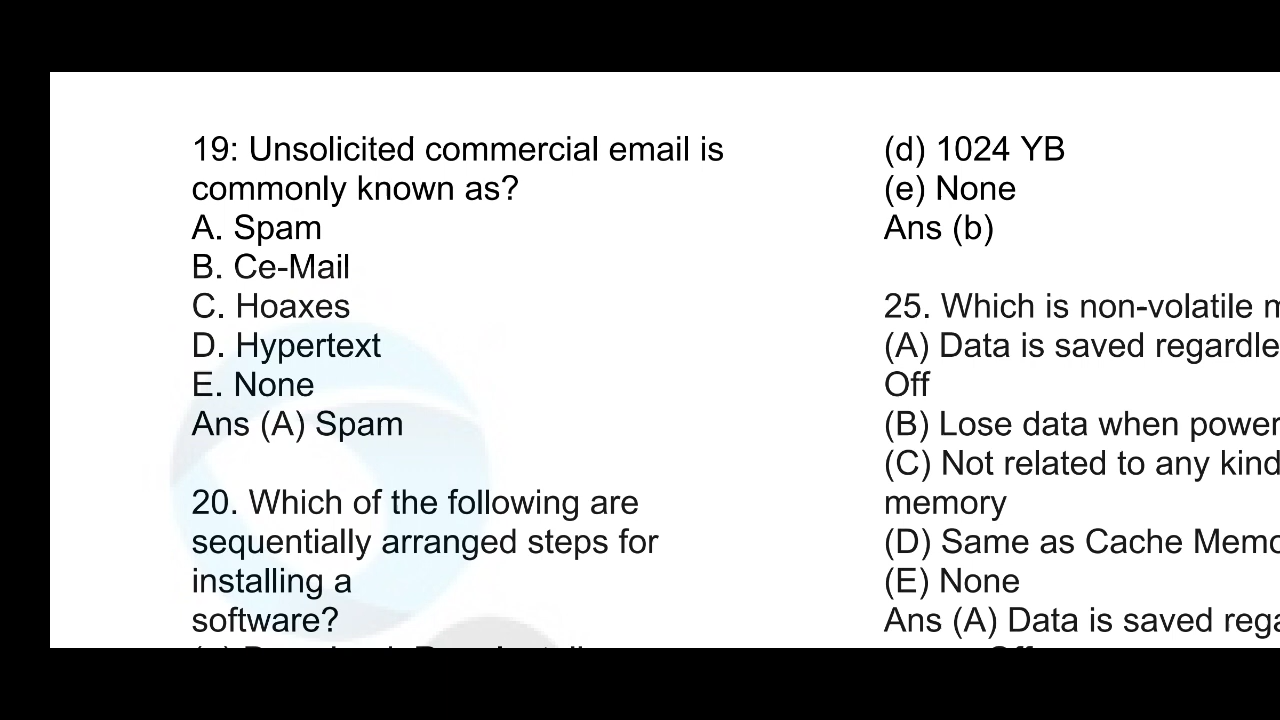 19: Unsolicited commercial email is
commonly known as?
A. Spam
B. Ce-Mail
C. Hoaxes
D. Hypertext
E. None
Ans (A) Spam
20. Which of the following are
sequentially arranged steps for
installing a
software?
(d) 1024 YB
(e) None
Ans (b)
25. Which is non-volatile
(A) Data is saved
Off
(B) Lose data when power
(C) Not related to any kind
memory
(D) Same as Cache
(E) None
Ans (A) Data is saved